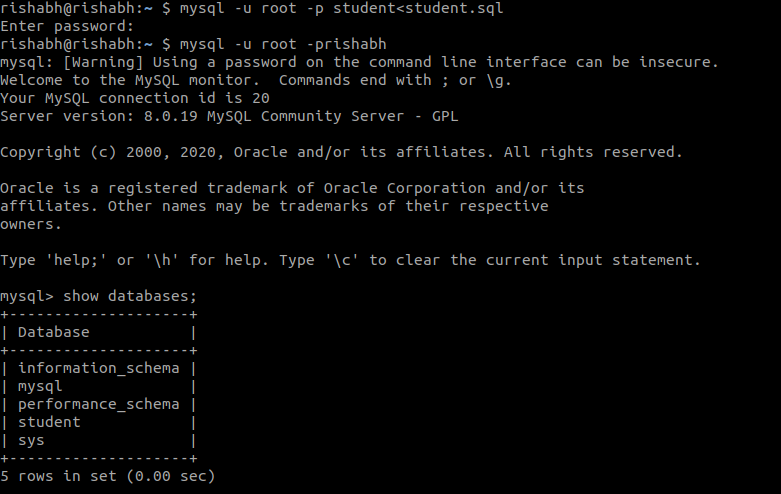 rishabh@rishabh:~ $ mysql -u root -p student<student.sql
Enter password:
rishabh@rishabh:~ $ mysql -u root -prishabh
mysql: [Warning] Using a password on the command line interface can be insecure.
Welcome to the MySQL monitor.  Commands end with ; or \g.
Your MySQL connection id is 20
Server version: 8.0.19 MySQL Community Server - GPL

Copyright (c) 2000, 2020, Oracle and/or its affiliates. All rights reserved.

Oracle is a registered trademark of Oracle Corporation and/or its
affiliates. Other names may be trademarks of their respective
owners.

Type 'help;' or '\h' for help. Type '\c' to clear the current input statement.

mysql> show databases;
+--------------------+
| Database           |
+--------------------+
| information_schema |
| mysql              |
| performance_schema |
| student            |
| sys                |
+--------------------+
5 rows in set (0.00 sec)